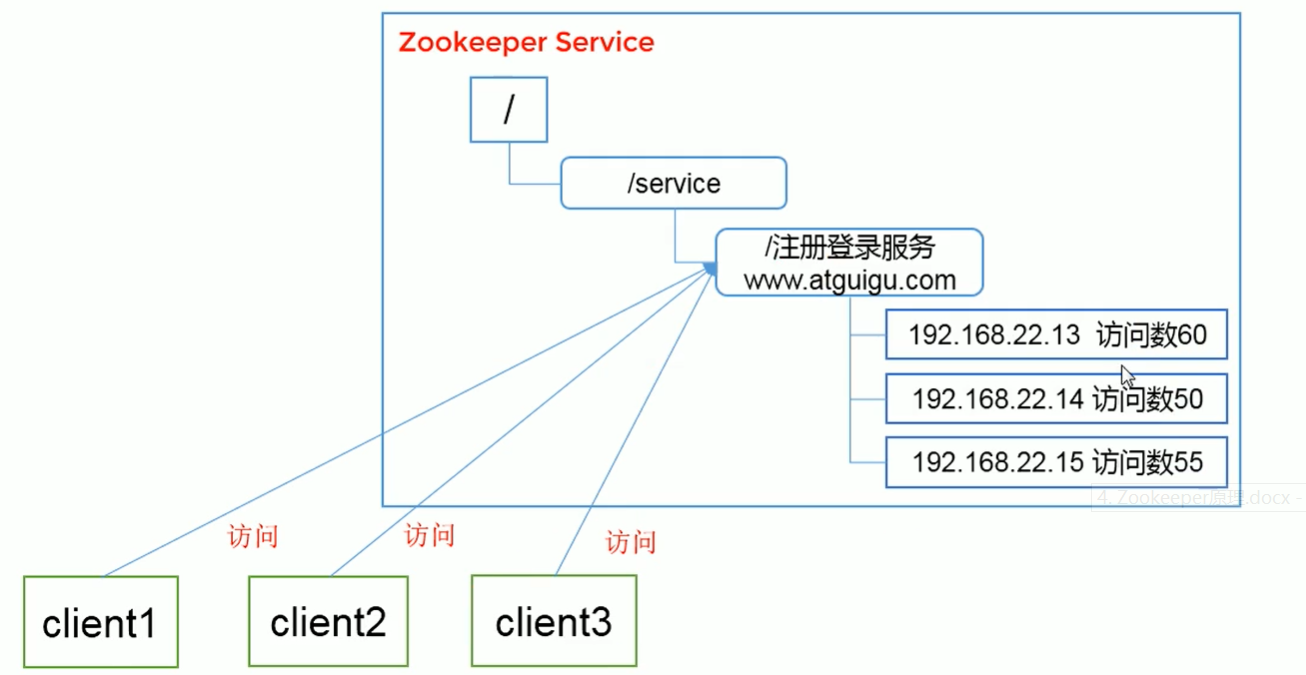 Zookeeper Service
/
/service
/注册登录服务
www.atguigu.com
192.168.22.13 访问数60
192.168.22.14 访问数50
192.168.22.15 访问数55
4. Zookeeper原理.docx -
访问
访问
访问
client1
client2
client3